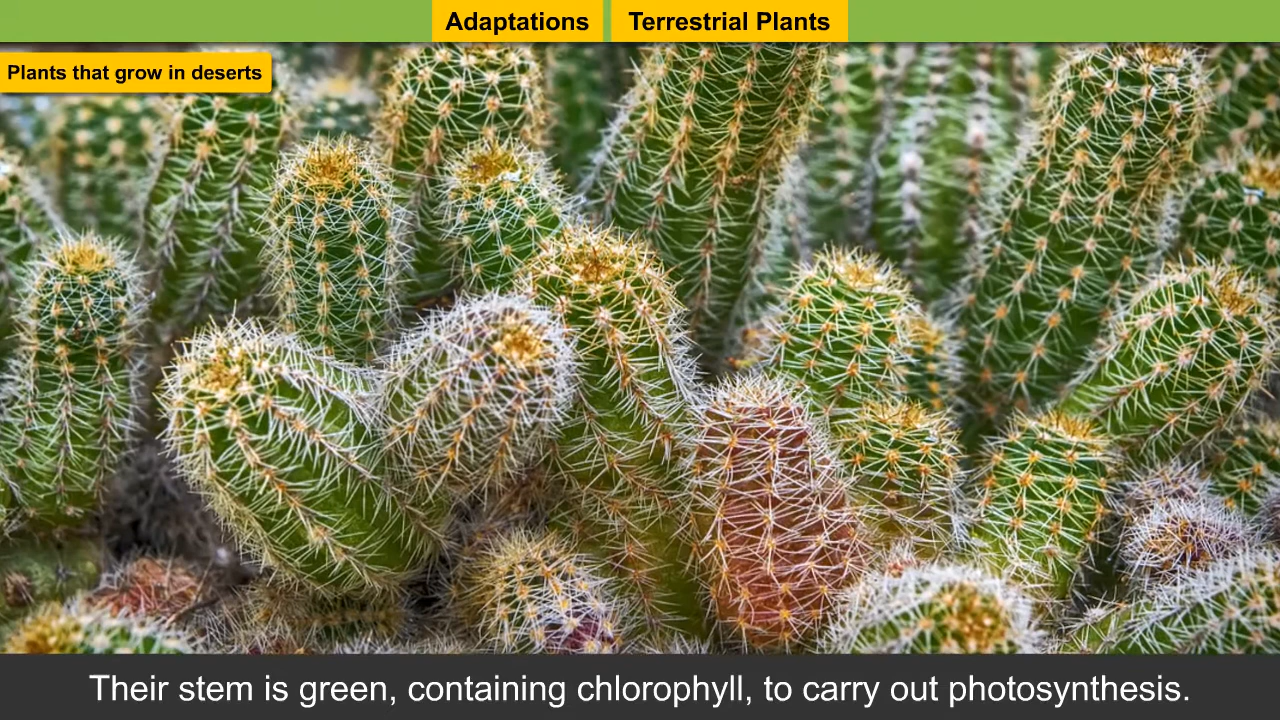 Adaptations
Terrestrial Plants
Plants that grow in deserts
Their stem is green, containing chlorophyll, to carry out photosynthesis.